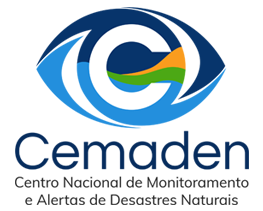 Cemaden
Centro Nacional de Monitoramento
e Alertas de Desastres Naturais